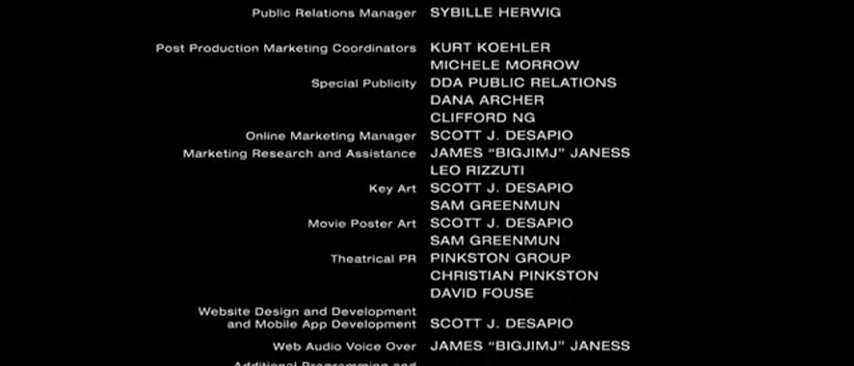 Public Relations Manager SYBILLE HERWIG
Post Production Marketing Coordinators KURT KOEHLER
MICHELE MORROW
Special Publicity DDA PUBLIC RELATIONS
DANA ARCHER
CLIFFORD NG
Online Marketing Manager SCOTT J. DESAPIO
Marketing Research and Assistance JAMES “BIGJIMJ” JANESS
LEO RIZZUTI
Key Art SCOTT J. DESAPIO
SAM GREENMUN
Movie Poster Art SCOTT J. DESAPIO
SAM GREENMUN
Theatrical PR PINKSTON GROUP
CHRISTIAN PINKSTON
DAVID FOUSE
Website Design and Development
and Mobile App Development SCOTT J. DESAPIO
Web Audio Voice Over JAMES “BIGJIMJ” JANESS
Additional Programming and